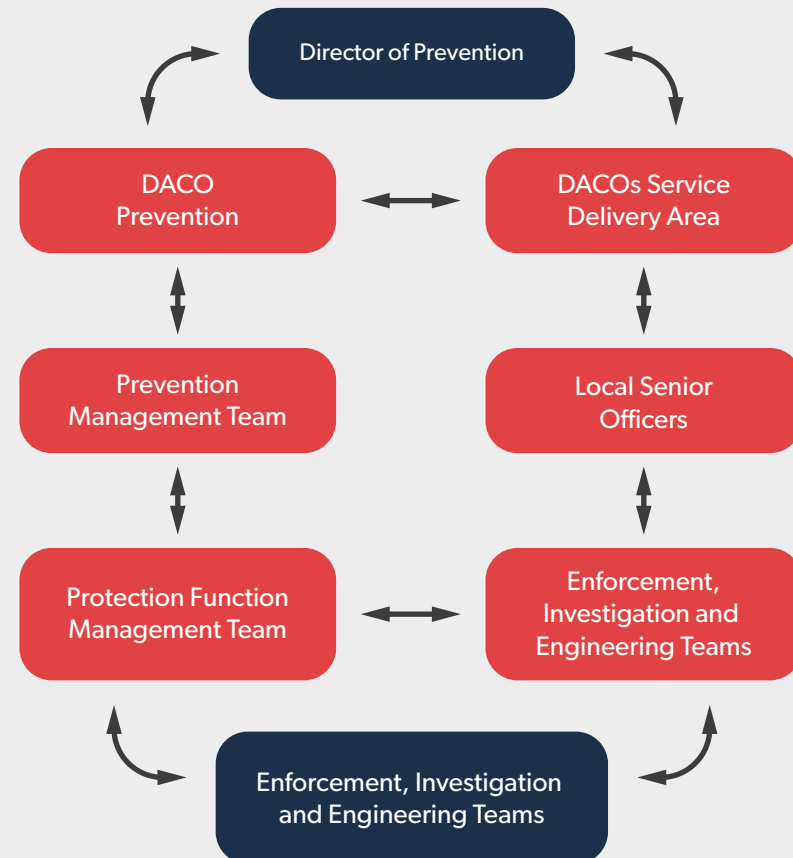 Director of Prevention
DACO
Prevention
DACOs Service
Delivery Area
Prevention
Management Team
Local Senior
Officers
Protection Function
Management Team
Enforcement,
Investigation and
Engineering Teams
Enforcement, Investigation
and Engineering Teams